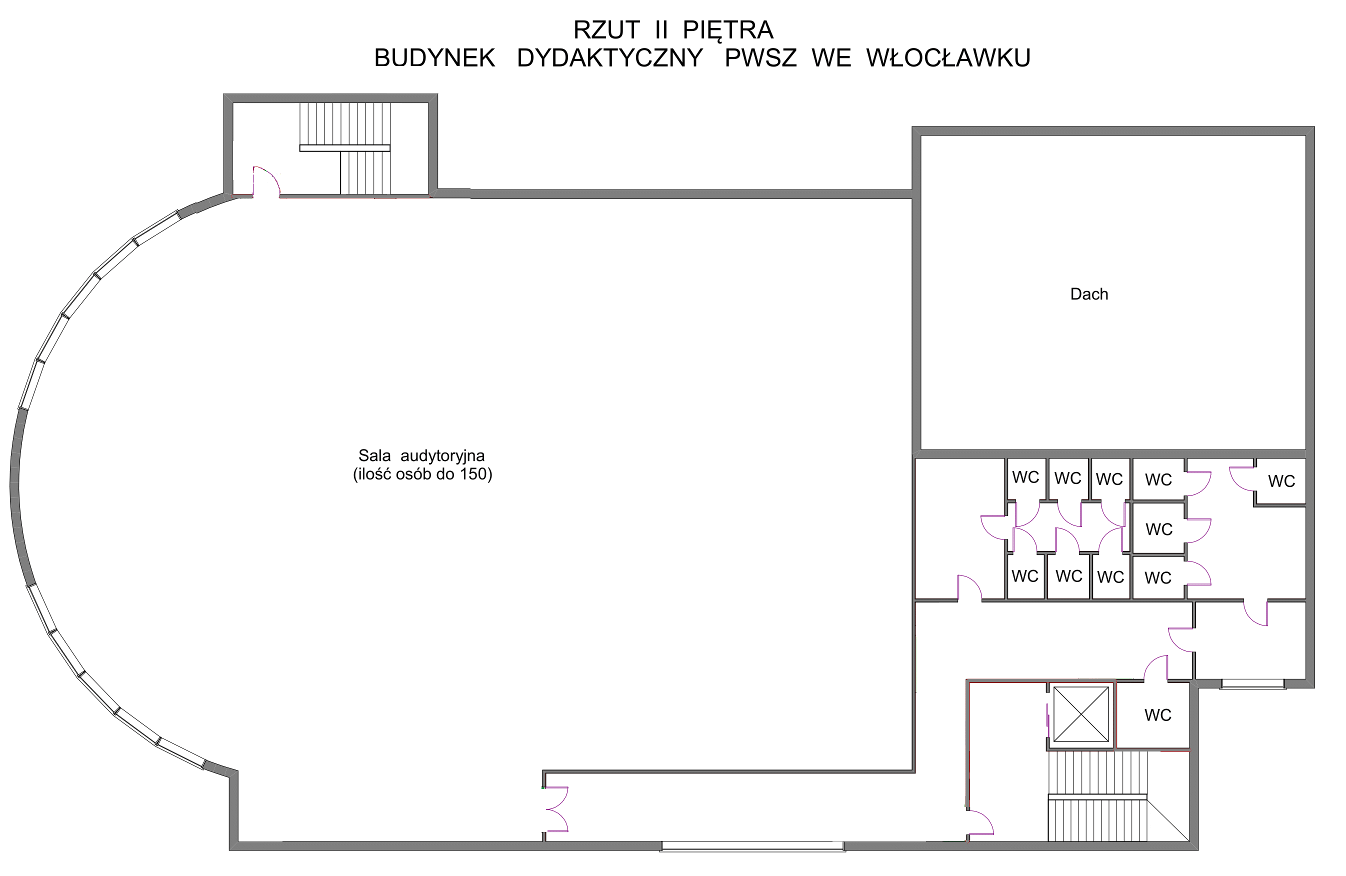 RZUT II PIĘTRA
BUDYNEK DYDAKTYCZNY PWSZ WE WŁOCŁAWKU
Dach
Sala audytoryjna
(ilość osób do 150)
WC WC WC WC WC
WC
WC WC WC WC
WC